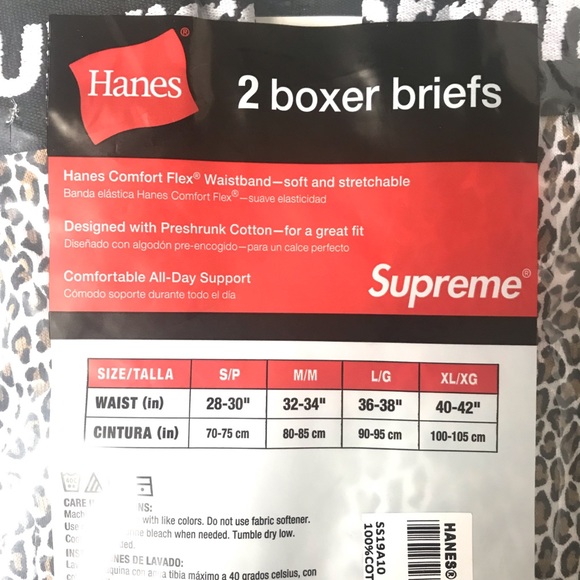 Hanes®
2 boxer briefs
Hanes Comfort Flex® Waistband—soft and stretchable
Banda elástica Hanes Comfort Flex®—suave elasticidad
Designed with Preshrunk Cotton—for a great fit
Diseñado con algodón pre-encogido—para un calce perfecto
Comfortable All-Day Support
Cómodo soporte durante todo el día
Supreme®
SIZE/TALLA S/P M/M L/G XL/XG
WAIST (in) 28-30" 32-34" 36-38" 40-42"
CINTURA (in) 70-75 cm 80-85 cm 90-95 cm 100-105 cm
CARE
with like colors. Do not use fabric softener.
bleach when needed. Tumble dry low.
DE LAVADO:
tibia máximo a 40 grados celsius, con
HANES®
SS19A10